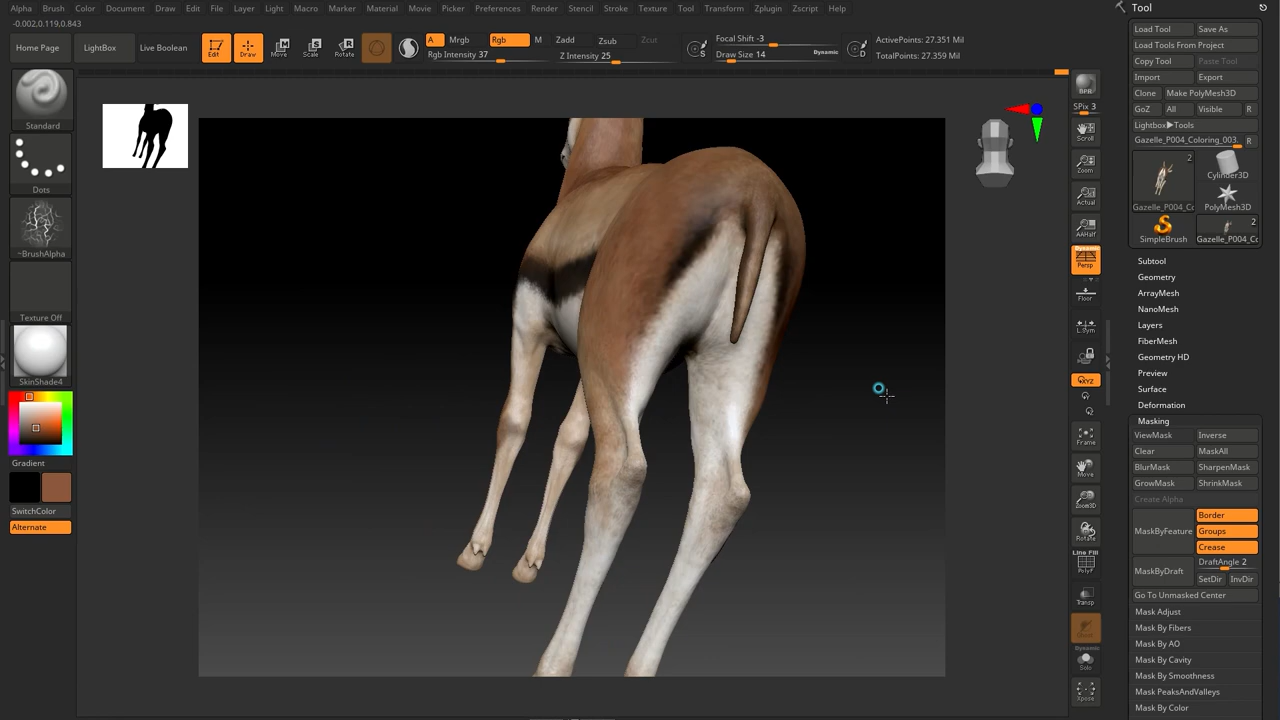 Alpha Brush Color Document Draw Edit File Layer Light Macro Marker Material Movie Picker Preferences Render Stencil Stroke Texture Tool Transform Zplugin Zscript Help
-0.002,0.119,0.843
Home Page LightBox Live Boolean Edit Draw Move Scale Rotate
A Mrgb Rgb M Zadd Zsub Zcut
Rgb Intensity 37 Z Intensity 25
Focal Shift -3
Draw Size 14 Dynamic
S D
ActivePoints: 27.351 Mil
TotalPoints: 27.359 Mil
Standard
Dots
~BrushAlpha
Texture Off
SkinShade4
Gradient
SwitchColor
Alternate
BPR
SPix 3
Scroll
Zoom
Actual
AAHalf
Dynamic
Persp
Floor
L.Sym
XYZ
Frame
Move
Zoom3D
Rotate
Line Fill
PolyF
Transp
Dynamic
Solo
Xpose
Tool
Load Tool Save As
Load Tools From Project
Copy Tool Paste Tool
Import Export
Clone Make PolyMesh3D
GoZ All Visible R
Lightbox▶Tools
Gazelle_P004_Coloring_003. R
2
Gazelle_P004_Cc Cylinder3D
PolyMesh3D
2
SimpleBrush Gazelle_P004_Cc
Subtool
Geometry
ArrayMesh
NanoMesh
Layers
FiberMesh
Geometry HD
Preview
Surface
Deformation
Masking
ViewMask Inverse
Clear MaskAll
BlurMask SharpenMask
GrowMask ShrinkMask
Create Alpha
MaskByFeature Border
Groups
Crease
MaskByDraft DraftAngle 2
SetDir InvDir
Go To Unmasked Center
Mask Adjust
Mask By Fibers
Mask By AO
Mask By Cavity
Mask By Smoothness
Mask PeaksAndValleys
Mask By Color